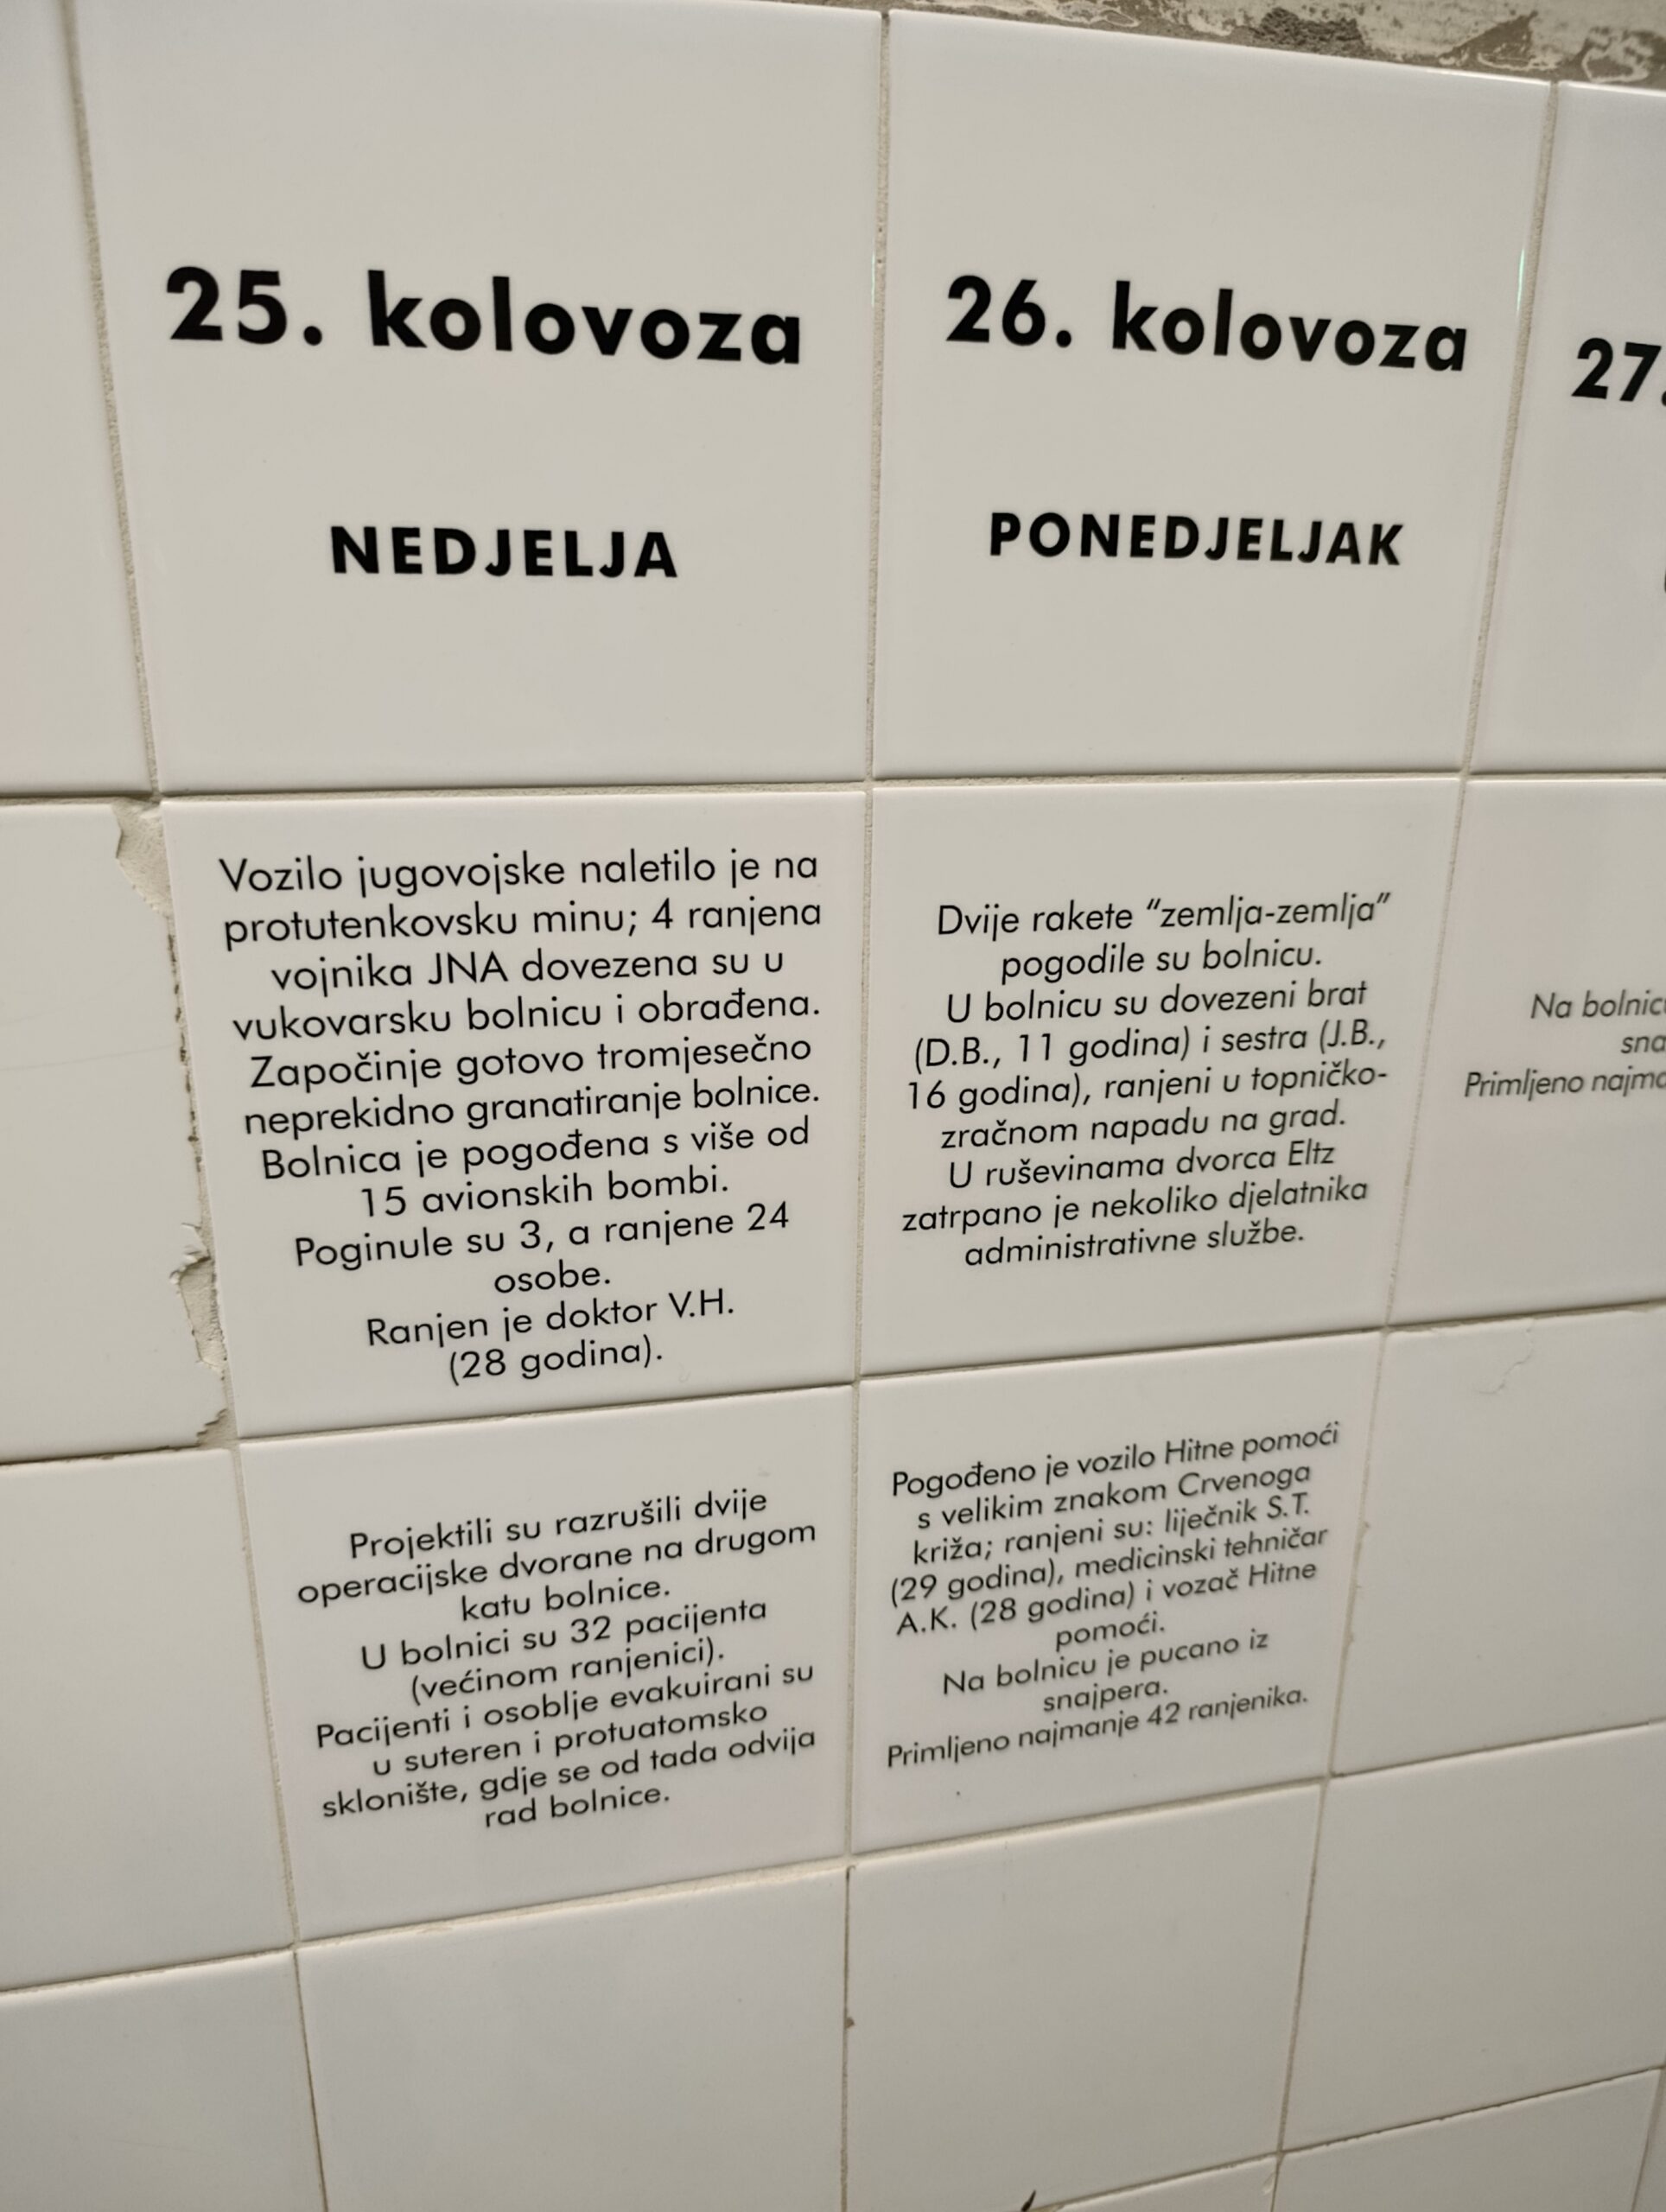 25. kolovoza
NEDJELJA
Vozilo jugovojske naletilo je na
protutenkovsku minu; 4 ranjena
vojnika JNA dovezena su u
vukovarsku bolnicu i obrađena.
Započinje gotovo tromjesečno
neprekidno granatiranje bolnice.
Bolnica je pogođena s više od
15 avionskih bombi.
Poginule su 3, a ranjene 24
osobe.
Ranjen je doktor V.H.
(28 godina).
Projektili su razrušili dvije
operacijske dvorane na drugom
katu bolnice.
U bolnici su 32 pacijenta
(većinom ranjenici).
Pacijenti i osoblje evakuirani su
u suteren i protuatomsko
sklonište, gdje se od tada odvija
rad bolnice.
26. kolovoza
PONEDJELJAK
Dvije rakete “zemlja-zemlja”
pogodile su bolnicu.
U bolnicu su dovezeni brat
(D.B., 11 godina) i sestra (J.B.,
16 godina), ranjeni u topničko-
zračnom napadu na grad.
U ruševinama dvorca Eltz
zatrpano je nekoliko djelatnika
administrativne službe.
Pogođeno je vozilo Hitne pomoći
s velikim znakom Crvenoga
križa; ranjeni su: liječnik S.T.
(29 godina), medicinski tehničar
A.K. (28 godina) i vozač Hitne
pomoći.
Na bolnicu je pucano iz
snajpera.
Primljeno najmanje 42 ranjenika.
27.
Na
Primljeno